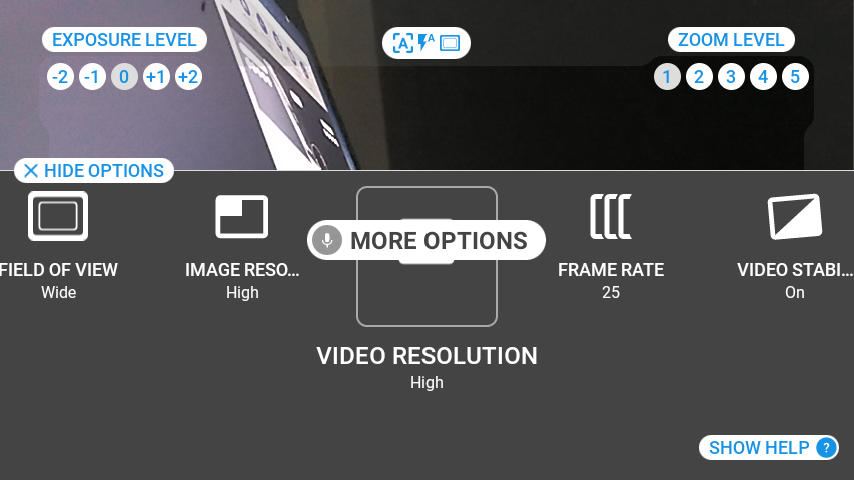 EXPOSURE LEVEL
-2 -1 0 +1 +2
A A
ZOOM LEVEL
1 2 3 4 5
HIDE OPTIONS
MORE OPTIONS
FIELD OF VIEW
Wide
IMAGE RESO...
High
VIDEO RESOLUTION
High
FRAME RATE
25
VIDEO STABI...
On
SHOW HELP ?